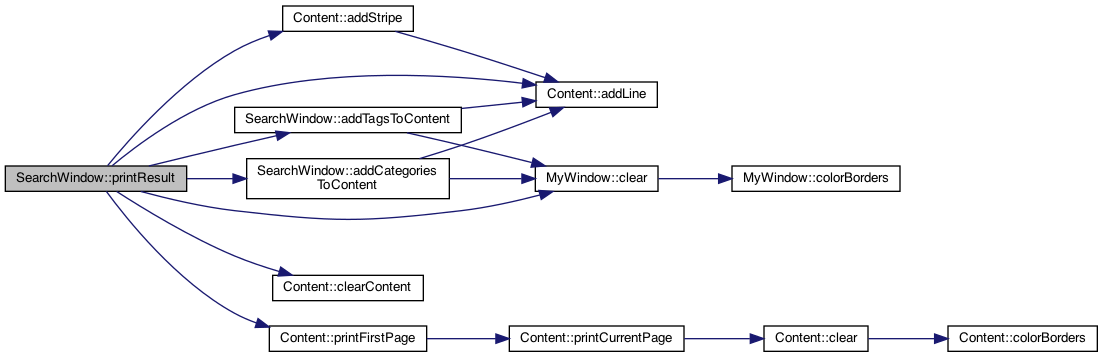 Content::addStripe
Content::addLine
SearchWindow::addTagsToContent
SearchWindow::printResult
SearchWindow::addCategories
ToContent
MyWindow::clear
MyWindow::colorBorders
Content::clearContent
Content::printFirstPage
Content::printCurrentPage
Content::clear
Content::colorBorders